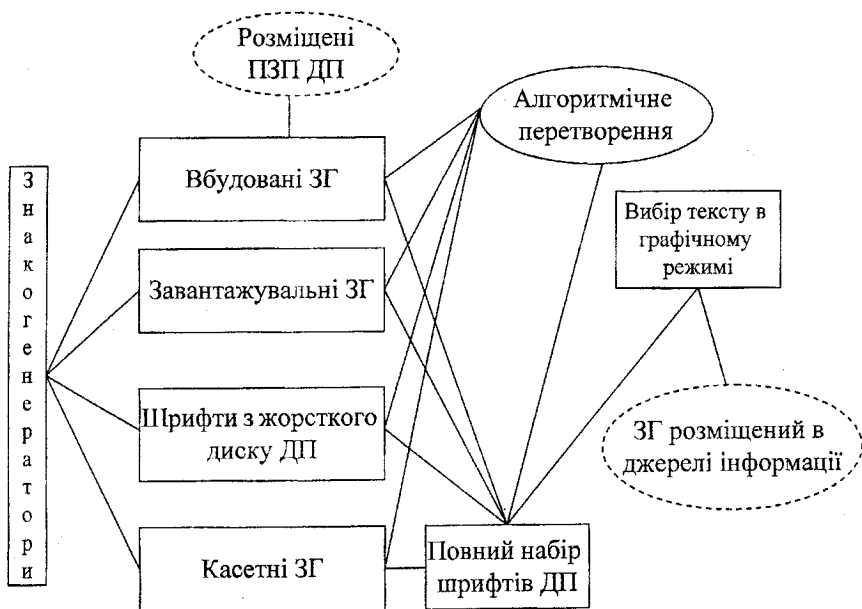 Розміщені
ПЗП ДП
Алгоритмічне
перетворення
Знакогенератори
Вбудовані ЗГ
Вибір тексту в
графічному
режимі
Завантажувальні ЗГ
Шрифти з жорсткого
диску ДП
ЗГ розміщений в
джерелі інформації
Касетні ЗГ
Повний набір
шрифтів ДП